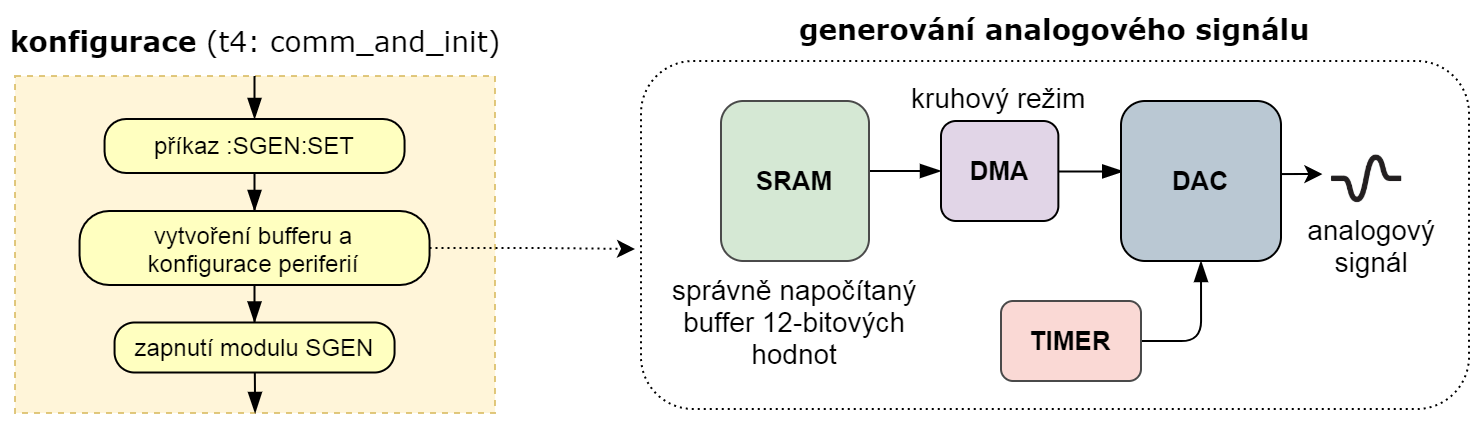 konfigurace (t4: comm_and_init)
příkaz :SGEN:SET
vytvoření bufferu a
konfigurace periferií
zapnutí modulu SGEN
generování analogového signálu
kruhový režim
SRAM
DMA
DAC
správně napočítaný
buffer 12-bitových
hodnot
TIMER
analogový
signál